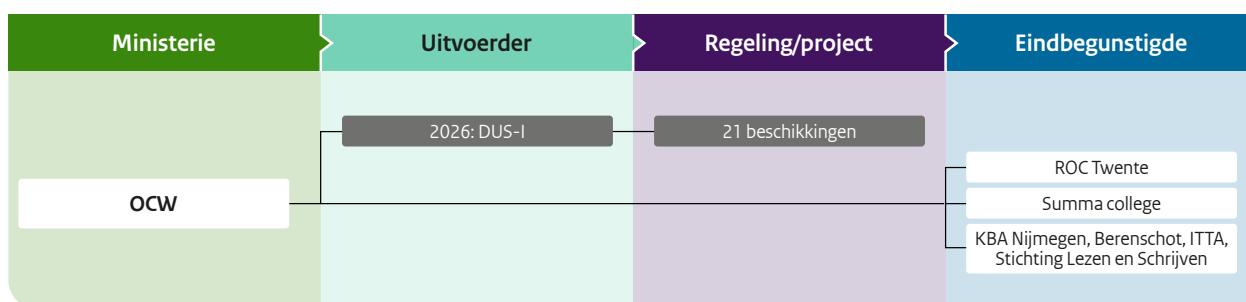 Ministerie
Uitvoerder
Regeling/project
Eindbegunstigde
2026: DUS-I
21 beschikkingen
OCW
ROC Twente
Summa college
KBA Nijmegen, Berenschot, ITTA,
Stichting Lezen en Schrijven